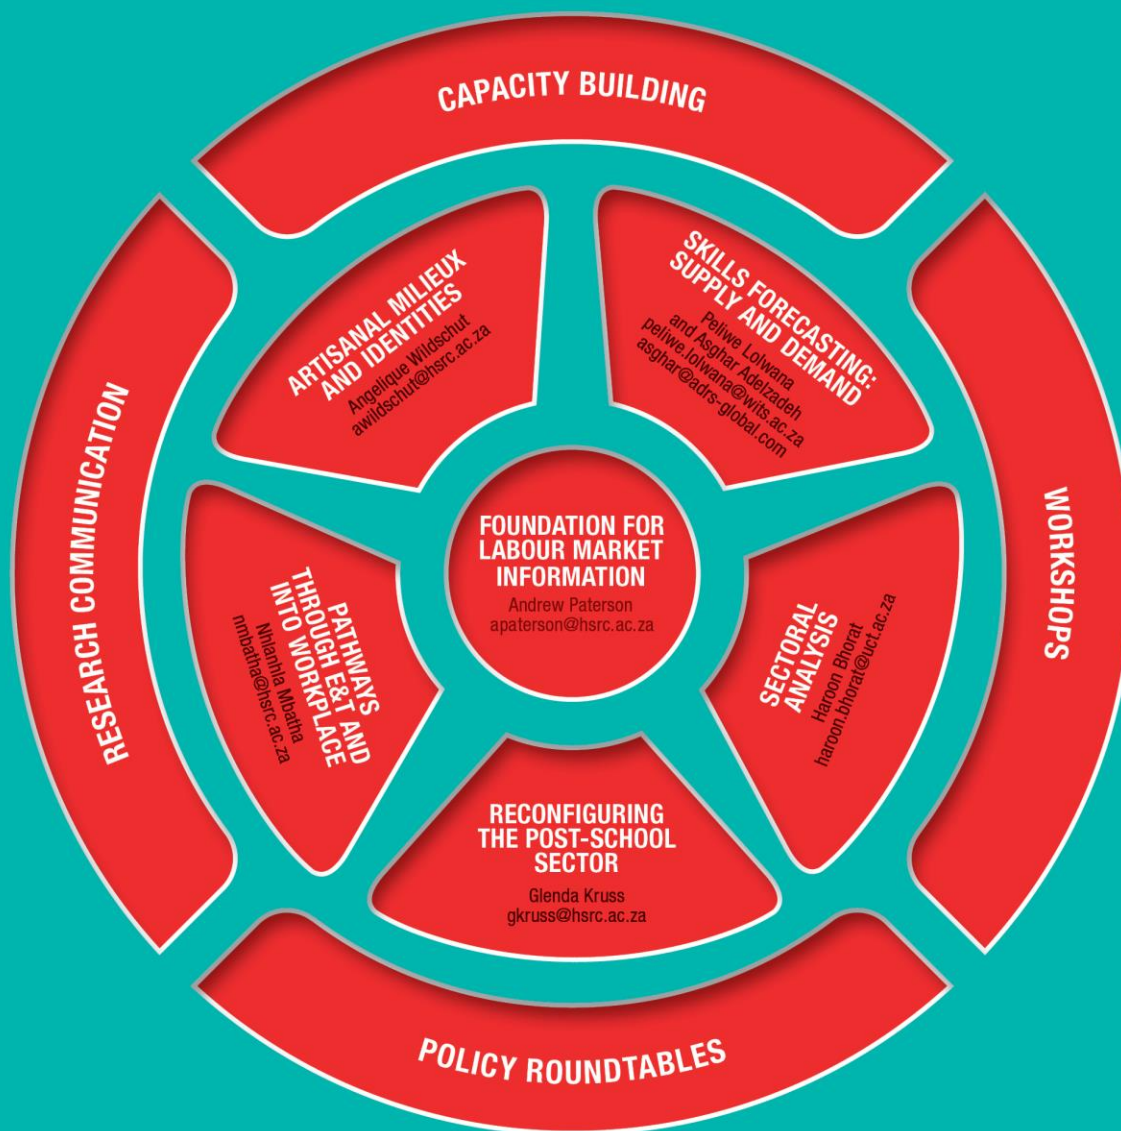 CAPACITY BUILDING
ARTISANAL MILIEUX
AND IDENTITIES
Angelique Wildschut
awildschut@hsrc.ac.za
SKILLS FORECASTING:
SUPPLY AND DEMAND
Peliwe Lolwana
and Asghar Adelzadeh
peliwe.lolwana@wits.ac.za
asghar@adrs-global.com
RESEARCH COMMUNICATION
WORKSHOPS
FOUNDATION FOR
LABOUR MARKET
INFORMATION
Andrew Paterson
apaterson@hsrc.ac.za
PATHWAYS
THROUGH E&T AND
INTO WORKPLACE
Nhlanhla Mbatha
nmbatha@hsrc.ac.za
SECTORAL
ANALYSIS
Haroon Bhorat
haroon.bhorat@uct.ac.za
RECONFIGURING
THE POST-SCHOOL
SECTOR
Glenda Kruss
gkruss@hsrc.ac.za
POLICY ROUNDTABLES